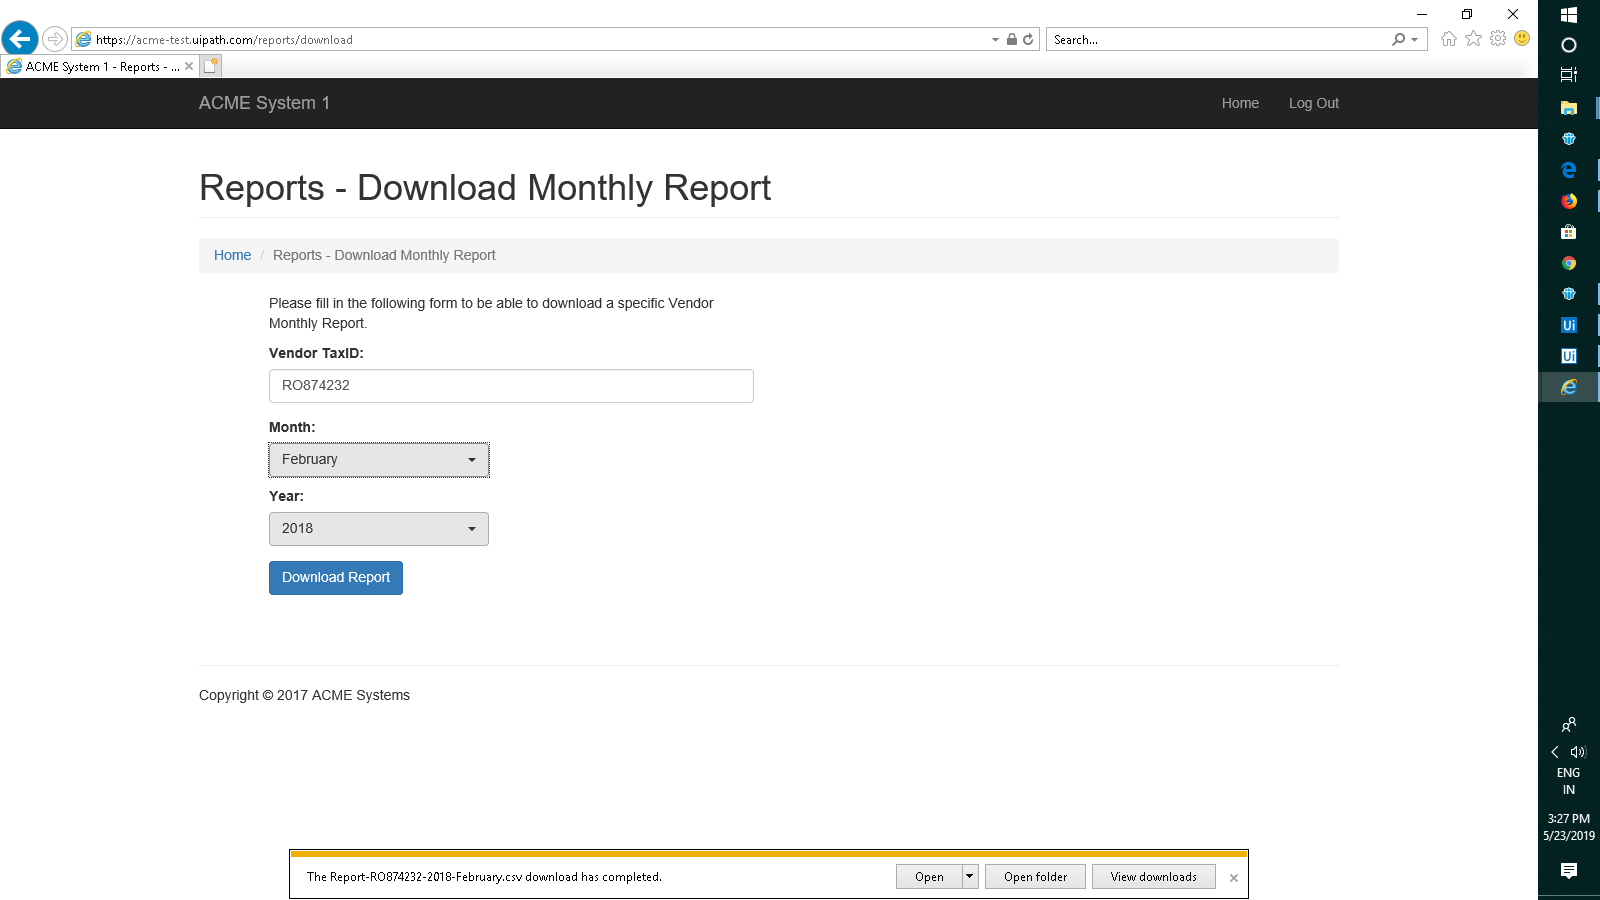 https://acme-test.uipath.com/reports/download
Search...
ACME System 1 - Reports - ...
ACME System 1
Home
Log Out
Reports - Download Monthly Report
Home / Reports - Download Monthly Report
Please fill in the following form to be able to download a specific Vendor
Monthly Report.
Vendor TaxID:
RO874232
Month:
February
Year:
2018
Download Report
Copyright © 2017 ACME Systems
The Report-RO874232-2018-February.csv download has completed.
Open
Open folder
View downloads
Ui
Ui
ENG
IN
3:27 PM
5/23/2019